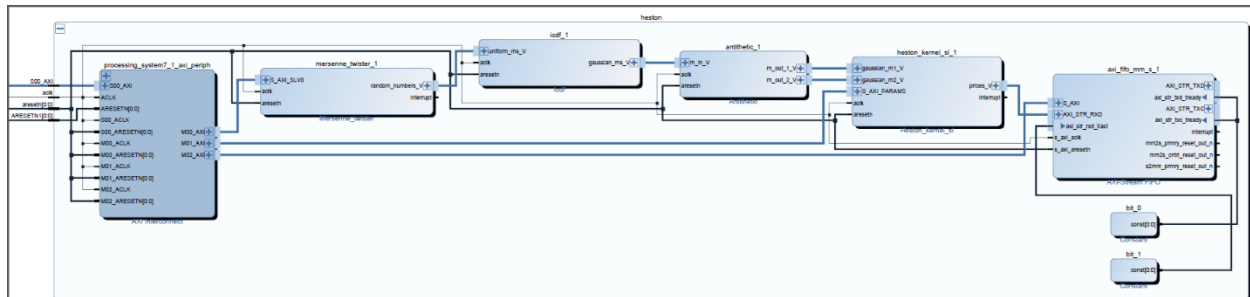 heston
processing_system7_1_axi_periph
S00_AXI
S00_AXI
aclk
ACLK
aresetn[0:0]
ARESETN[0:0]
ARESETN1[0:0]
S00_ACLK
S00_ARESETN[0:0]
M00_ACLK
M00_ARESETN[0:0]
M01_ACLK
M01_ARESETN[0:0]
M02_ACLK
M02_ARESETN[0:0]
M00_AXI
M01_AXI
M02_AXI
AXI Interconnect
mersenne_twister_1
S_AXI_SLV0
aclk
aresetn
random_numbers_V
interrupt
Mersenne_twister
icdf_1
uniform_ms_V
aclk
aresetn
gaussian_ms_V
Icdf
antithetic_1
m_in_V
aclk
aresetn
m_out_1_V
m_out_2_V
Antithetic
heston_kernel_sl_1
gaussian_m1_V
gaussian_m2_V
S_AXI_PARAMS
aclk
aresetn
prices_V
interrupt
Heston_kernel_sl
axi_fifo_mm_s_1
S_AXI
AXI_STR_RXD
axi_str_rxd_tlast
s_axi_aclk
s_axi_aresetn
AXI_STR_TXD
axi_str_txd_tready
AXI_STR_TXC
axi_str_txc_tready
interrupt
mm2s_prmry_reset_out_n
mm2s_cntrl_reset_out_n
s2mm_prmry_reset_out_n
AXI-Stream FIFO
bit_0
const[0:0]
Constant
bit_1
const[0:0]
Constant